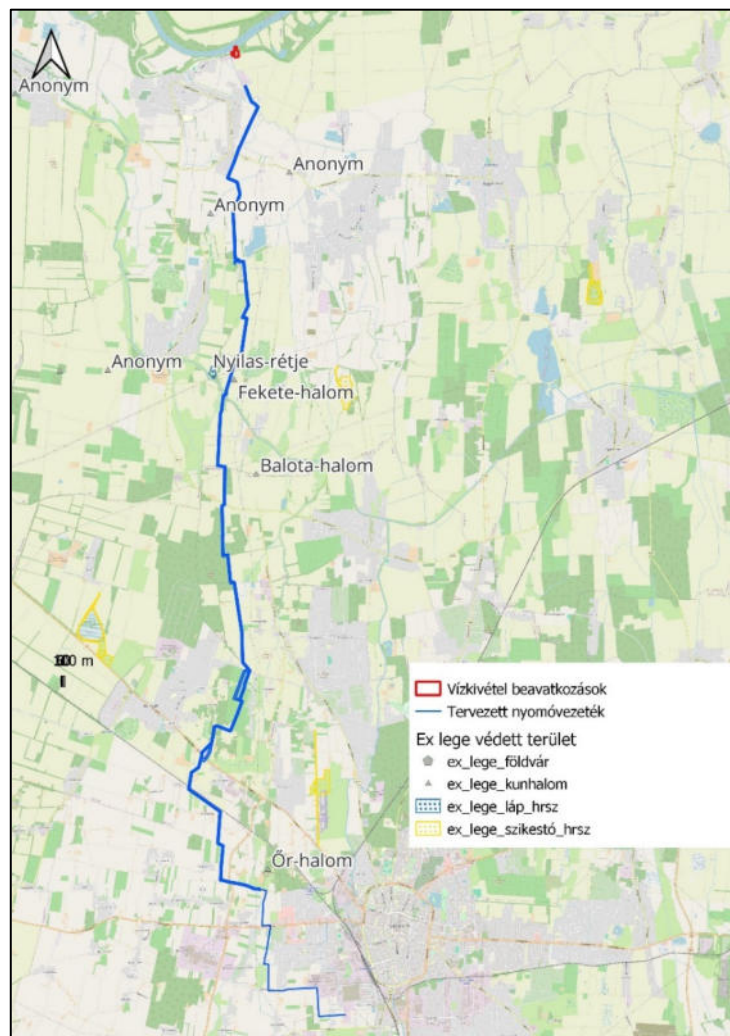 Anonym
Anonym
Anonym
Anonym
Nyilas-rétje
Fekete-halom
Balota-halom
Őr-halom
Vízkivétel beavatkozások
Tervezett nyomóvezeték
Ex lege védett terület
ex_lege_földvár
ex_lege_kunhalom
ex_lege_láp_hrsz
ex_lege_szikestó_hrsz